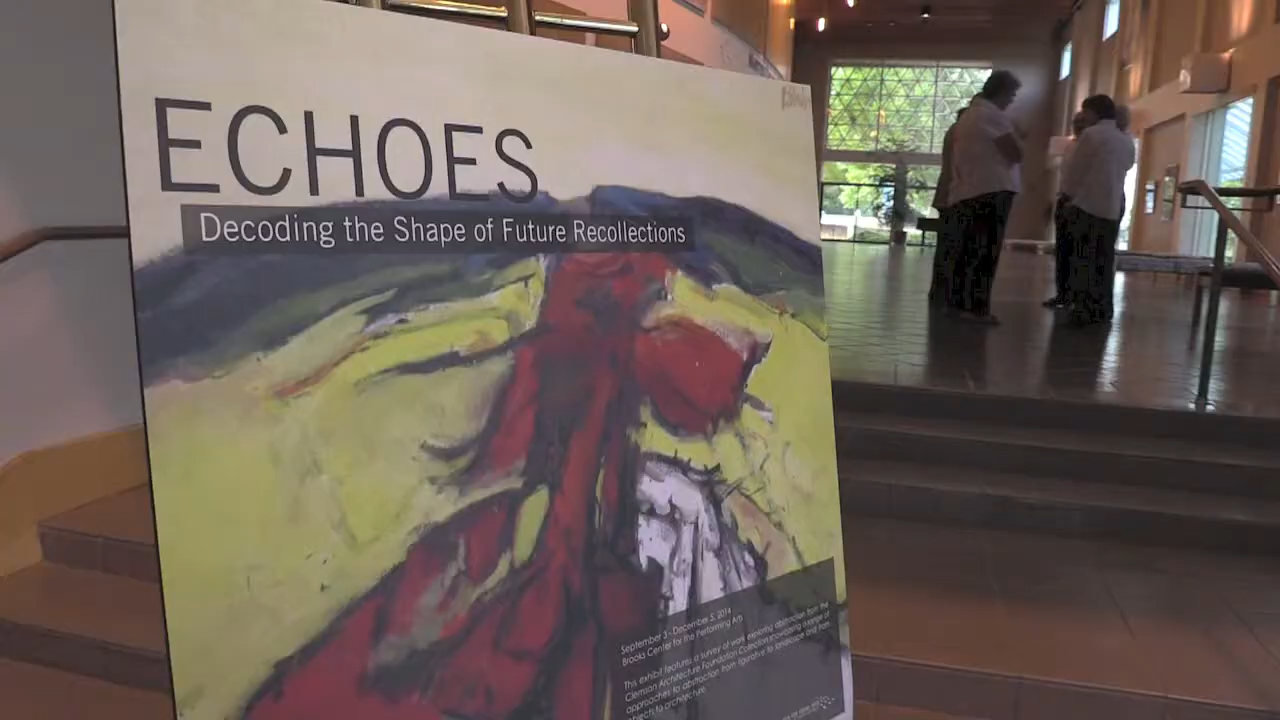 ECHOES
Decoding the Shape of Future Recollections
September 3 - December 5, 2014
Brooks Center for the Performing Arts
This exhibit features a survey of work exploring abstraction from the
Clemson Architecture Foundation Collection showcasing a range of
approaches to abstraction from figurative to landscape and from
objects to architecture.